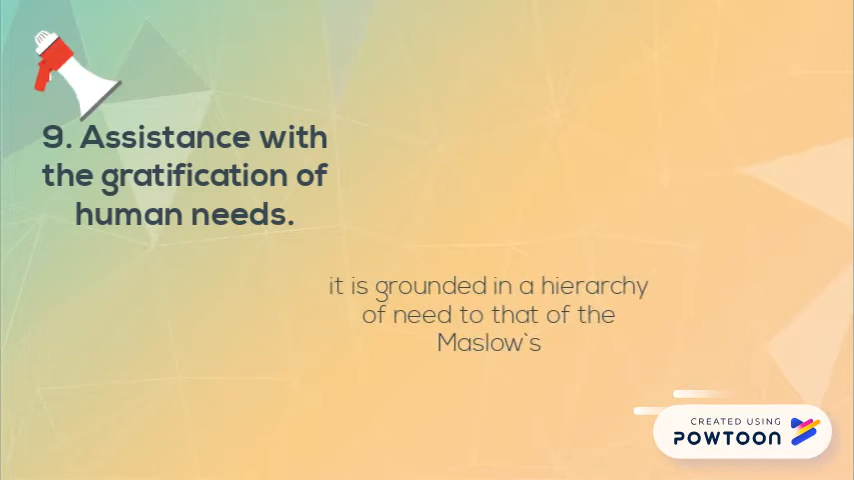 9. Assistance with
the gratification of
human needs.
it is grounded in a hierarchy
of need to that of the
Maslow`s
CREATED USING
POWTOON